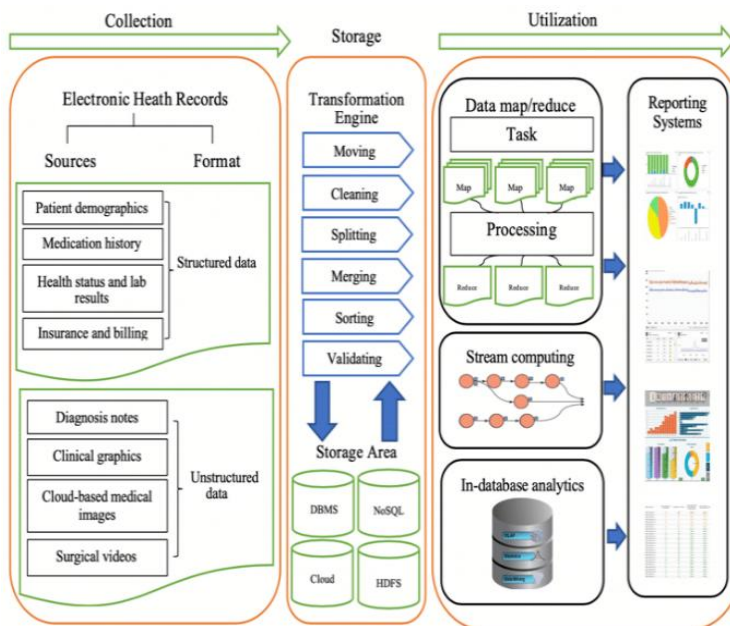 Collection
Storage
Utilization
Electronic Heath Records
Sources
Format
Patient demographics
Medication history
Health status and lab
results
Insurance and billing
Structured data
Diagnosis notes
Clinical graphics
Cloud-based medical
images
Surgical videos
Unstructured
data
Transformation
Engine
Moving
Cleaning
Splitting
Merging
Sorting
Validating
Storage Area
DBMS
NoSQL
Cloud
HDFS
Data map/reduce
Task
Map
Map
Map
Processing
Reduce
Reduce
Reduce
Stream computing
In-database analytics
OLAP
Reporting
Systems